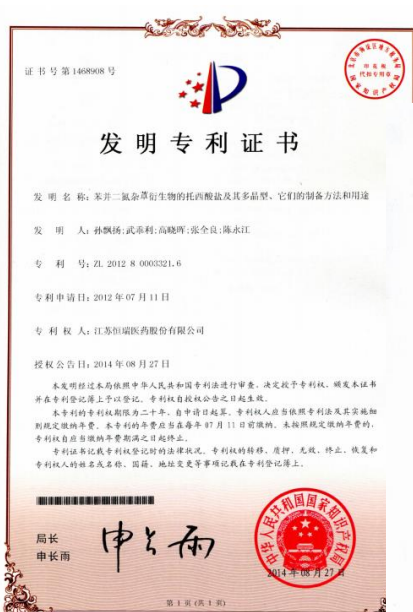 证书号第1468908号
发明专利证书
发明名称：苯并二氮杂䓬衍生物的托西酸盐及其多晶型、它们的制备方法和用途
发明人：孙飘扬;武乖利;高晓晖;张全良;陈永江
专利号：ZL 2012 8 0003321.6
专利申请日：2012年07月11日
专利权人：江苏恒瑞医药股份有限公司
授权公告日：2014年08月27日
本发明经过本局依照中华人民共和国专利法进行审查，决定授予专利权，颁发本证书
并在专利登记簿上予以登记。专利权自授权公告之日起生效。
本专利的专利权期限为二十年，自申请日起算。专利权人应当依照专利法及其实施细
则规定缴纳年费。本专利的年费应当在每年07月11日前缴纳。未按照规定缴纳年费的，
专利权自应当缴纳年费期满之日起终止。
专利证书记载专利权登记时的法律状况。专利权的转移、质押、无效、终止、恢复和
专利权人的姓名或名称、国籍、地址变更等事项记载在专利登记簿上。
局长
申长雨
申长雨
中华人民共和国国家知识产权局
2014年08月27日
第1页(共1页)